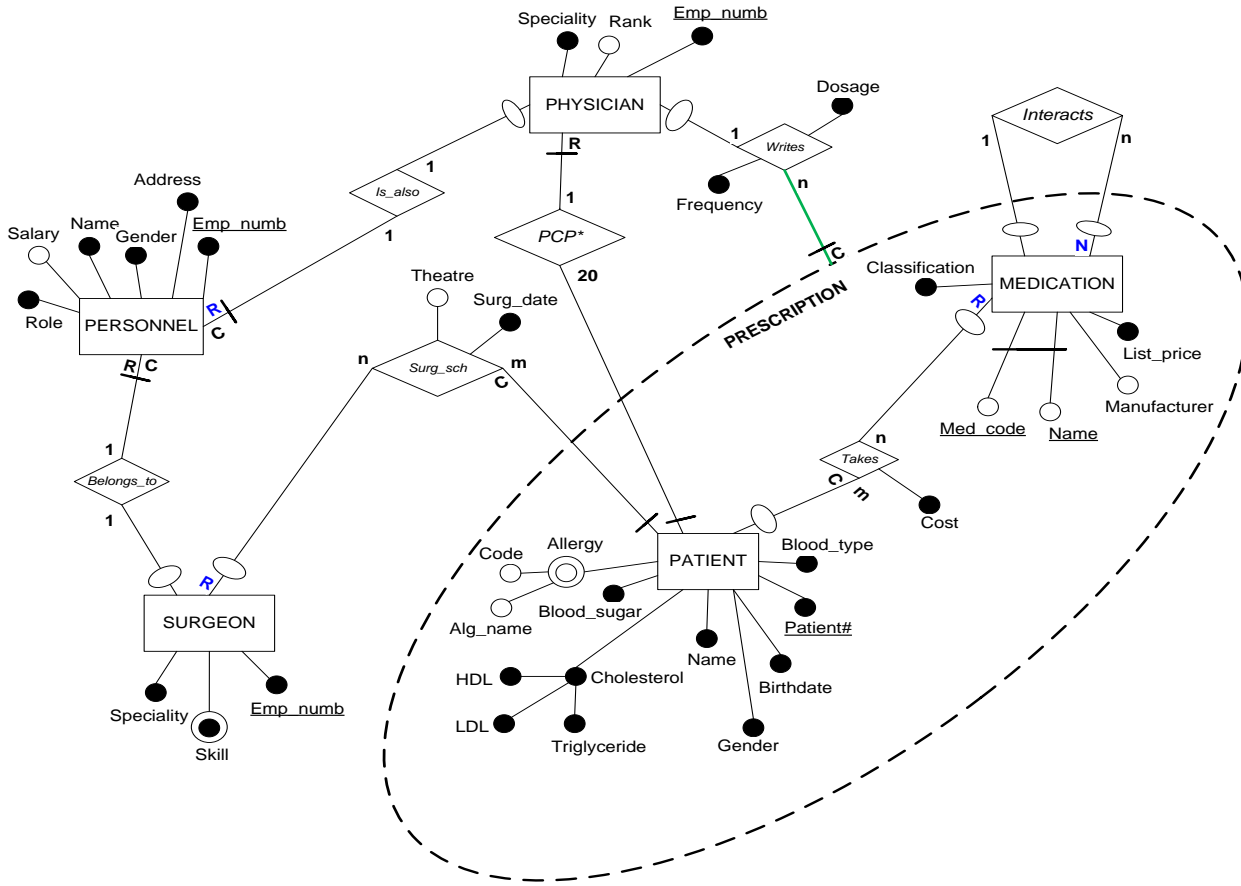 Speciality
Rank
Emp_numb
PHYSICIAN
Dosage
Interacts
1
n
R
1
Writes
n
1
Is_also
1
Frequency
Address
Name
Gender
Emp_numb
Salary
Role
PERSONNEL
R
C
1
PCP*
20
C
N
Classification
MEDICATION
PRESCRIPTION
R
List_price
Manufacturer
Med_code
Name
Theatre
Surg_date
n
Surg_sch
m
C
R
C
1
Belongs_to
1
n
Takes
C
m
Cost
R
SURGEON
Speciality
Skill
Emp_numb
Allergy
Code
Alg_name
Blood_sugar
PATIENT
Blood_type
Patient#
Name
Birthdate
Gender
HDL
Cholesterol
LDL
Triglyceride